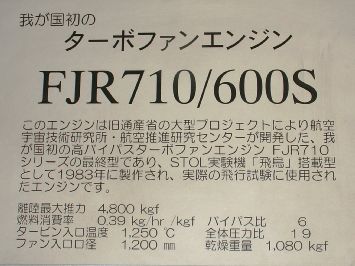 我が国初の
ターボファンエンジン
FJR710/600S
このエンジンは旧通産省の大型プロジェクトにより航空
宇宙技術研究所・航空推進研究センターが開発した、我
が国初の高バイパスターボファンエンジン FJR710
シリーズの最終型であり、STOL実験機「飛鳥」搭載型
として1983年に製作され、実際の飛行試験に使用され
たエンジンです。
離陸最大推力 4,800 kgf
燃料消費率 0.39 kg/hr/kgf バイパス比 6
タービン入口温度 1,250℃ 全体圧力比 19
ファン入口口径 1,200 mm 乾燥重量 1,080 kgf